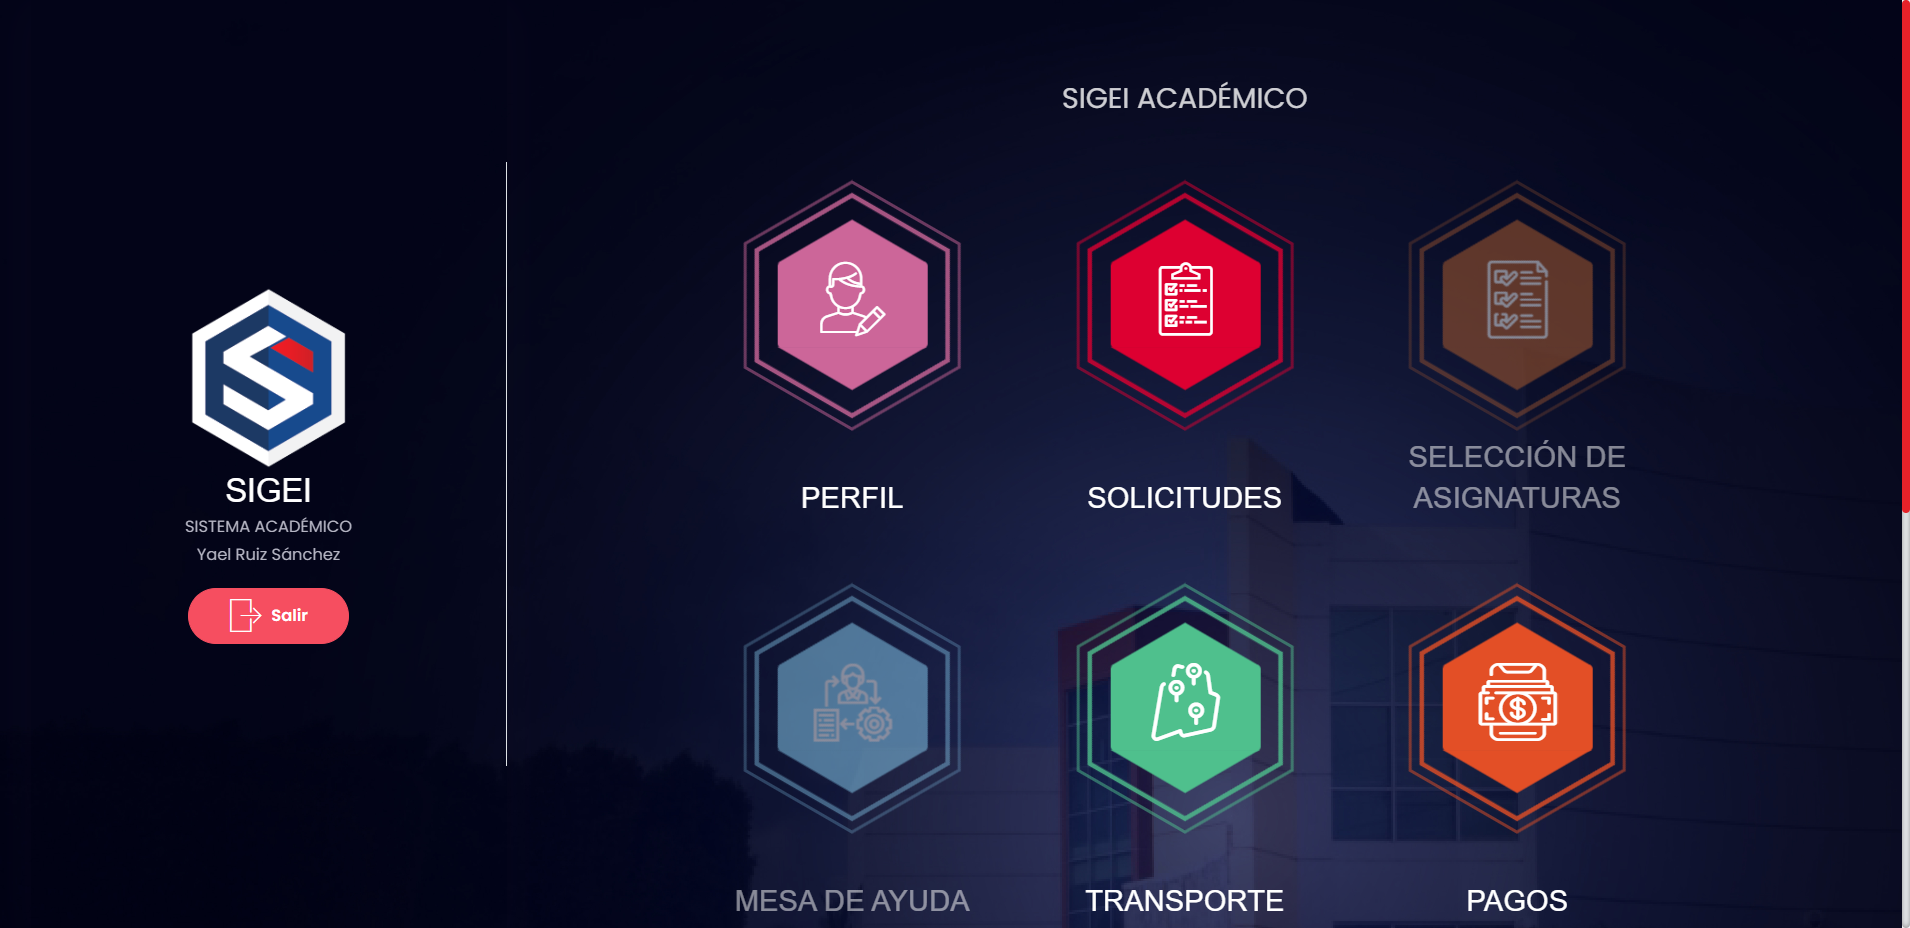 SIGEI ACADÉMICO
PERFIL
SOLICITUDES
SELECCIÓN DE
ASIGNATURAS
SIGEI
SISTEMA ACADÉMICO
Yael Ruiz Sánchez
Salir
MESA DE AYUDA
TRANSPORTE
PAGOS